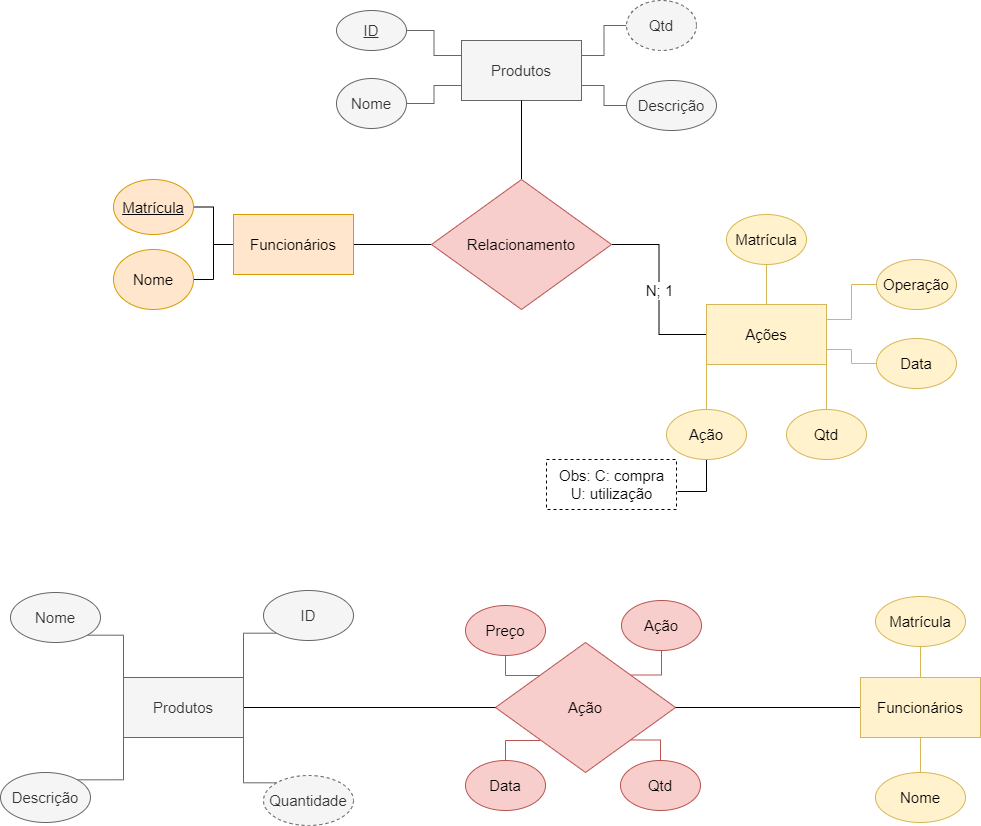 ID
Qtd
Produtos
Nome
Descrição
Matrícula
Funcionários
Relacionamento
Matrícula
Nome
Operação
N; 1
Ações
Data
Ação
Qtd
Obs: C: compra
U: utilização
Nome
ID
Preço
Ação
Matrícula
Produtos
Ação
Funcionários
Descrição
Quantidade
Data
Qtd
Nome